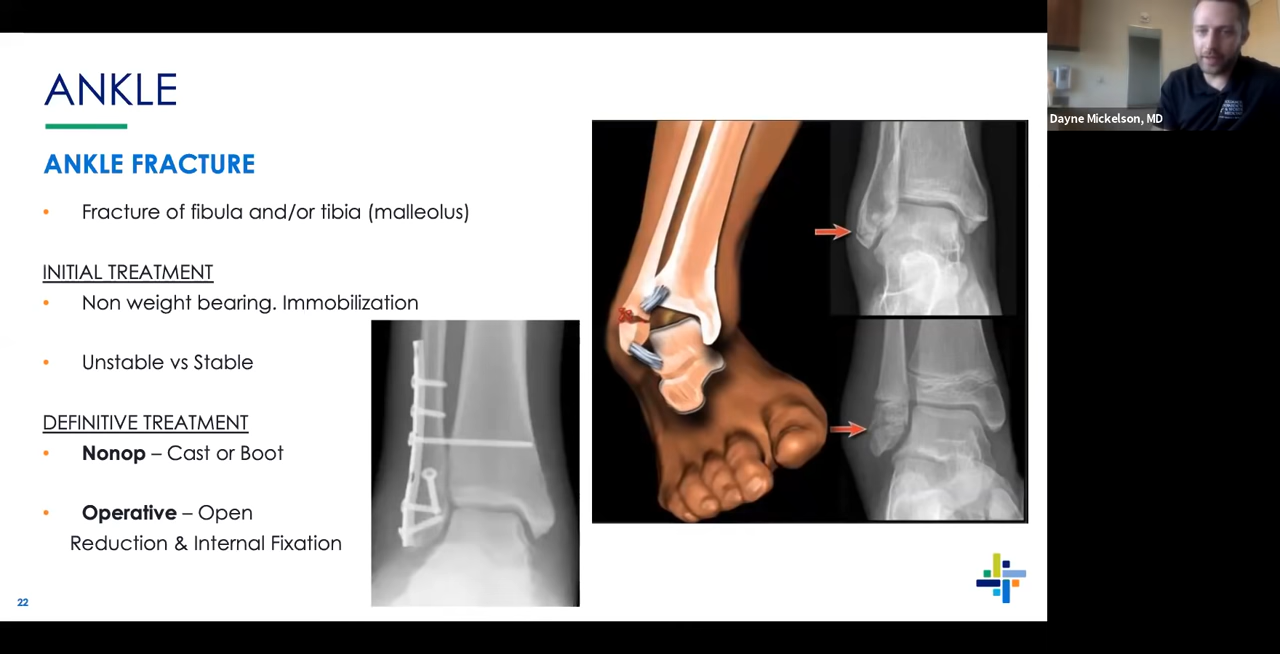 ANKLE
ANKLE FRACTURE
• Fracture of fibula and/or tibia (malleolus)
INITIAL TREATMENT
• Non weight bearing. Immobilization
• Unstable vs Stable
DEFINITIVE TREATMENT
• Nonop – Cast or Boot
• Operative – Open
Reduction & Internal Fixation
22
Dayne Mickelson, MD